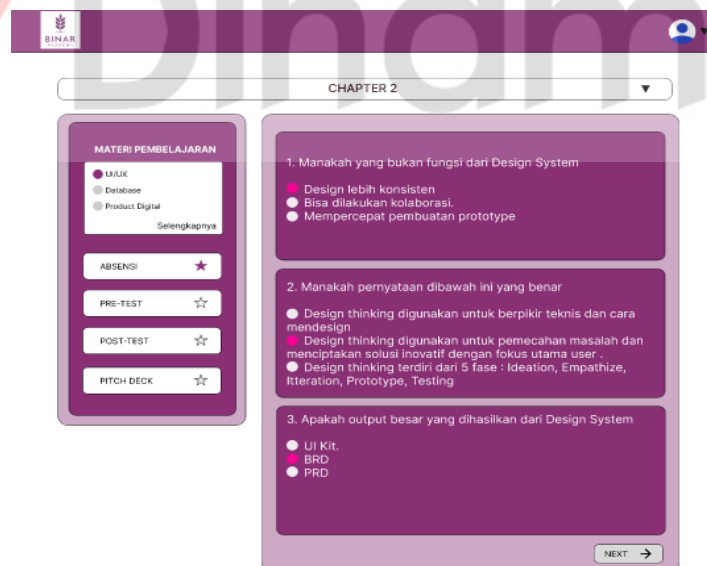 Dinam
BINAR
ACADEMY
CHAPTER 2
MATERI PEMBELAJARAN
UI/UX
Database
Product Digital
Selengkapnya
ABSENSI
PRE-TEST
POST-TEST
PITCH DECK
1. Manakah yang bukan fungsi dari Design System
Design lebih konsisten
Bisa dilakukan kolaborasi.
Mempercepat pembuatan prototype
2. Manakah pernyataan dibawah ini yang benar
Design thinking digunakan untuk berpikir teknis dan cara
mendesign
Design thinking digunakan untuk pemecahan masalah dan
menciptakan solusi inovatif dengan fokus utama user .
Design thinking terdiri dari 5 fase : Ideation, Empathize,
Itteration, Prototype, Testing
3. Apakah output besar yang dihasilkan dari Design System
UI Kit.
BRD
PRD
NEXT →